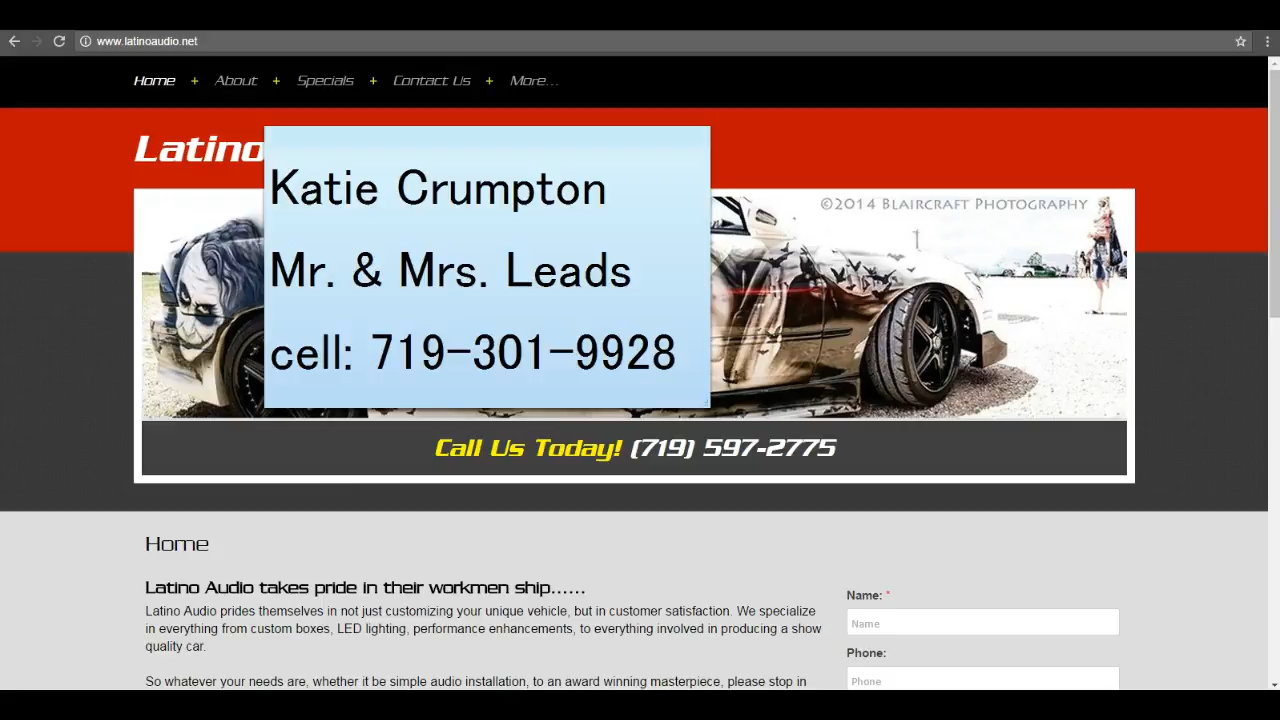 www.latinoaudio.net
Home + About + Specials + Contact Us + More...
Latino
Katie Crumpton
Mr. & Mrs. Leads
cell: 719-301-9928
©2014 Blaircraft Photography
Call Us Today! (719) 597-2775
Home
Latino Audio takes pride in their workmen ship......
Latino Audio prides themselves in not just customizing your unique vehicle, but in customer satisfaction. We specialize
in everything from custom boxes, LED lighting, performance enhancements, to everything involved in producing a show
quality car.
So whatever your needs are, whether it be simple audio installation, to an award winning masterpiece, please stop in
Name: *
Name
Phone:
Phone